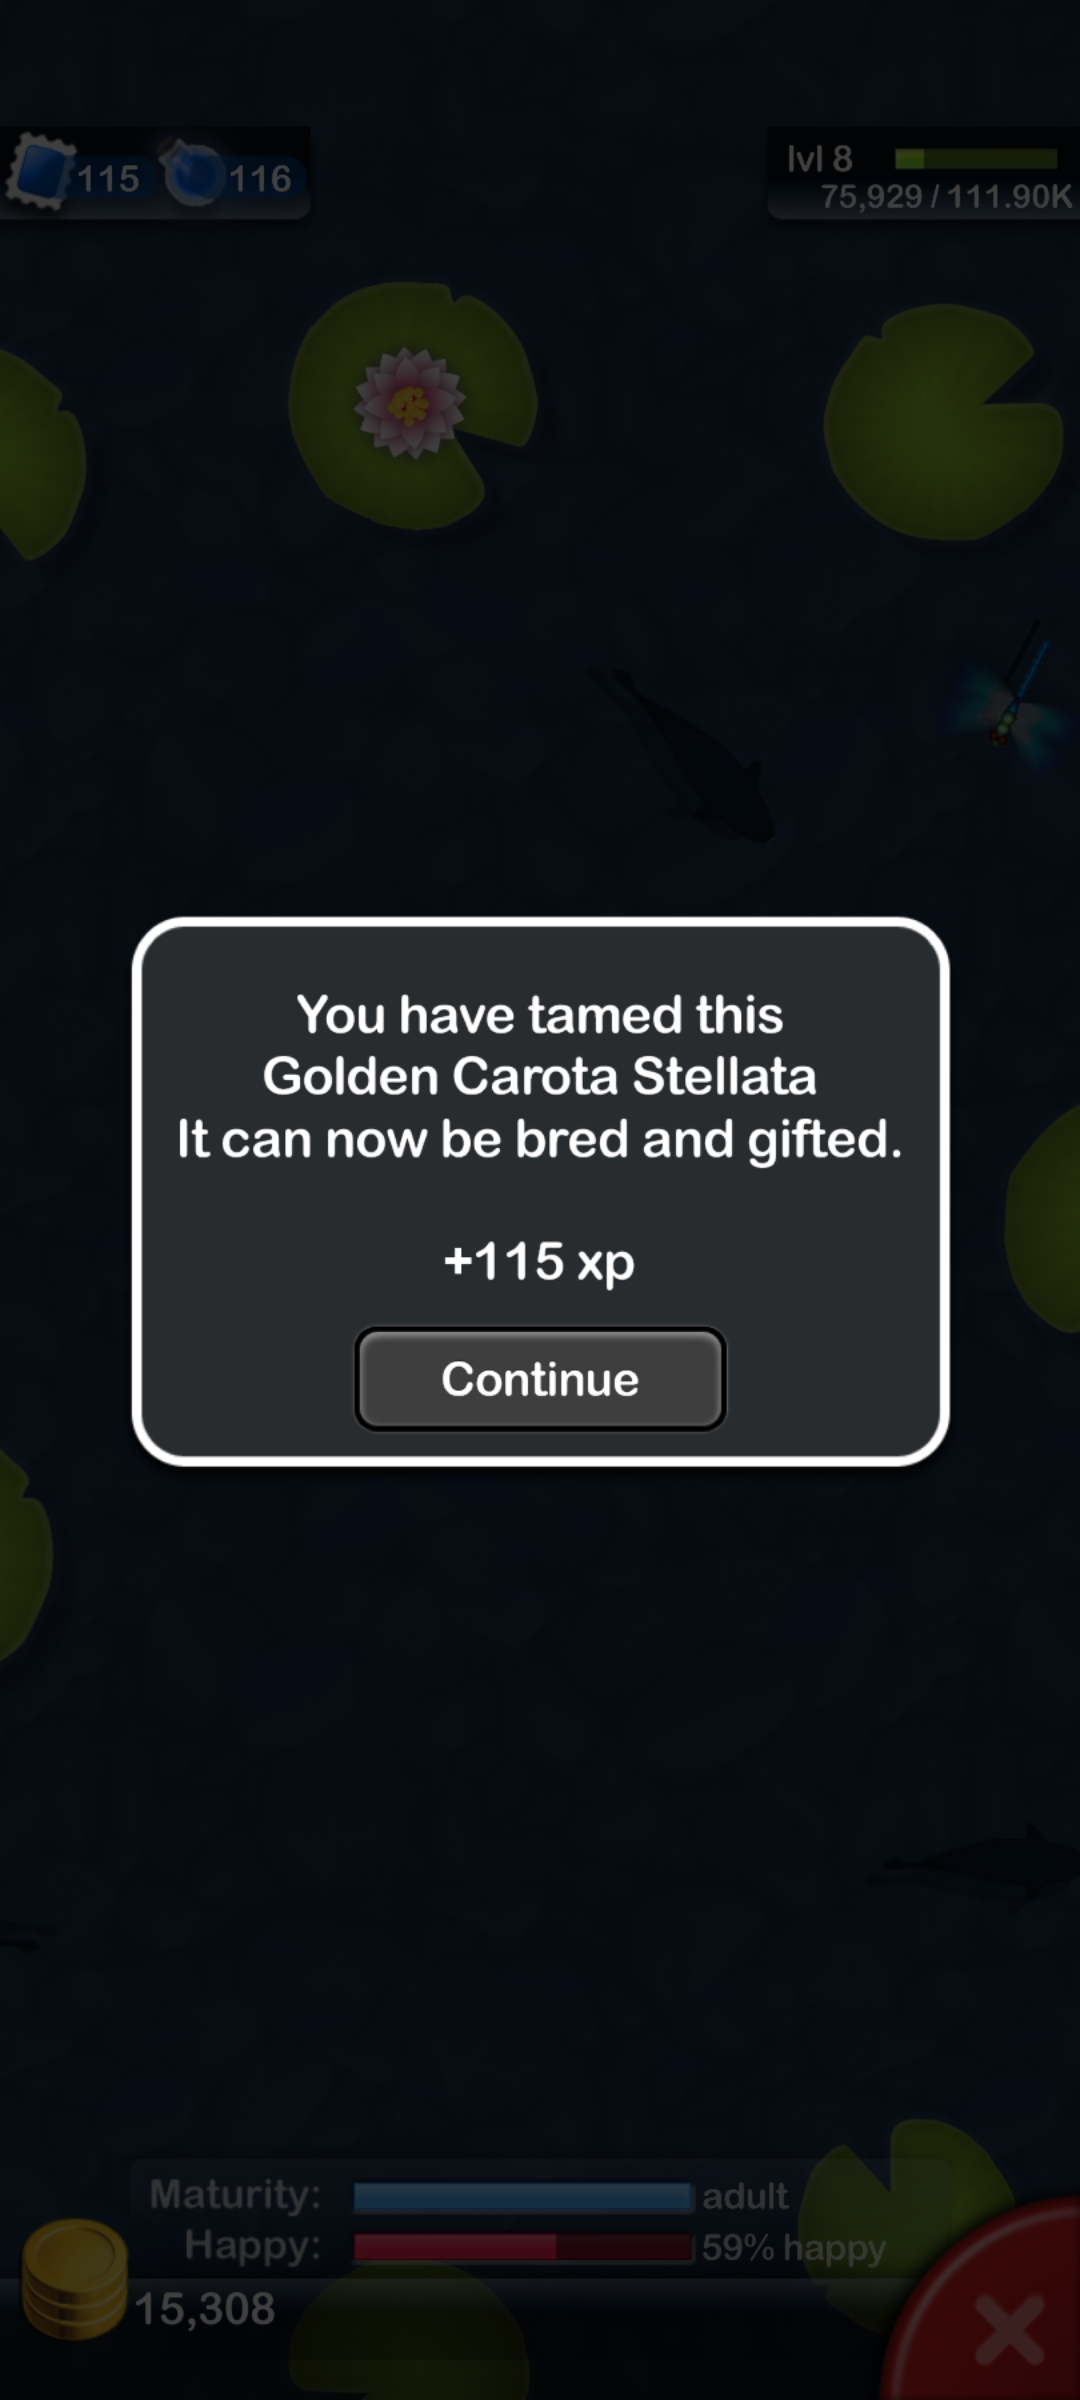 115 116
lvl 8
75,929 / 111.90K
You have tamed this
Golden Carota Stellata
It can now be bred and gifted.
+115 xp
Continue
Maturity: adult
Happy: 59% happy
15,308